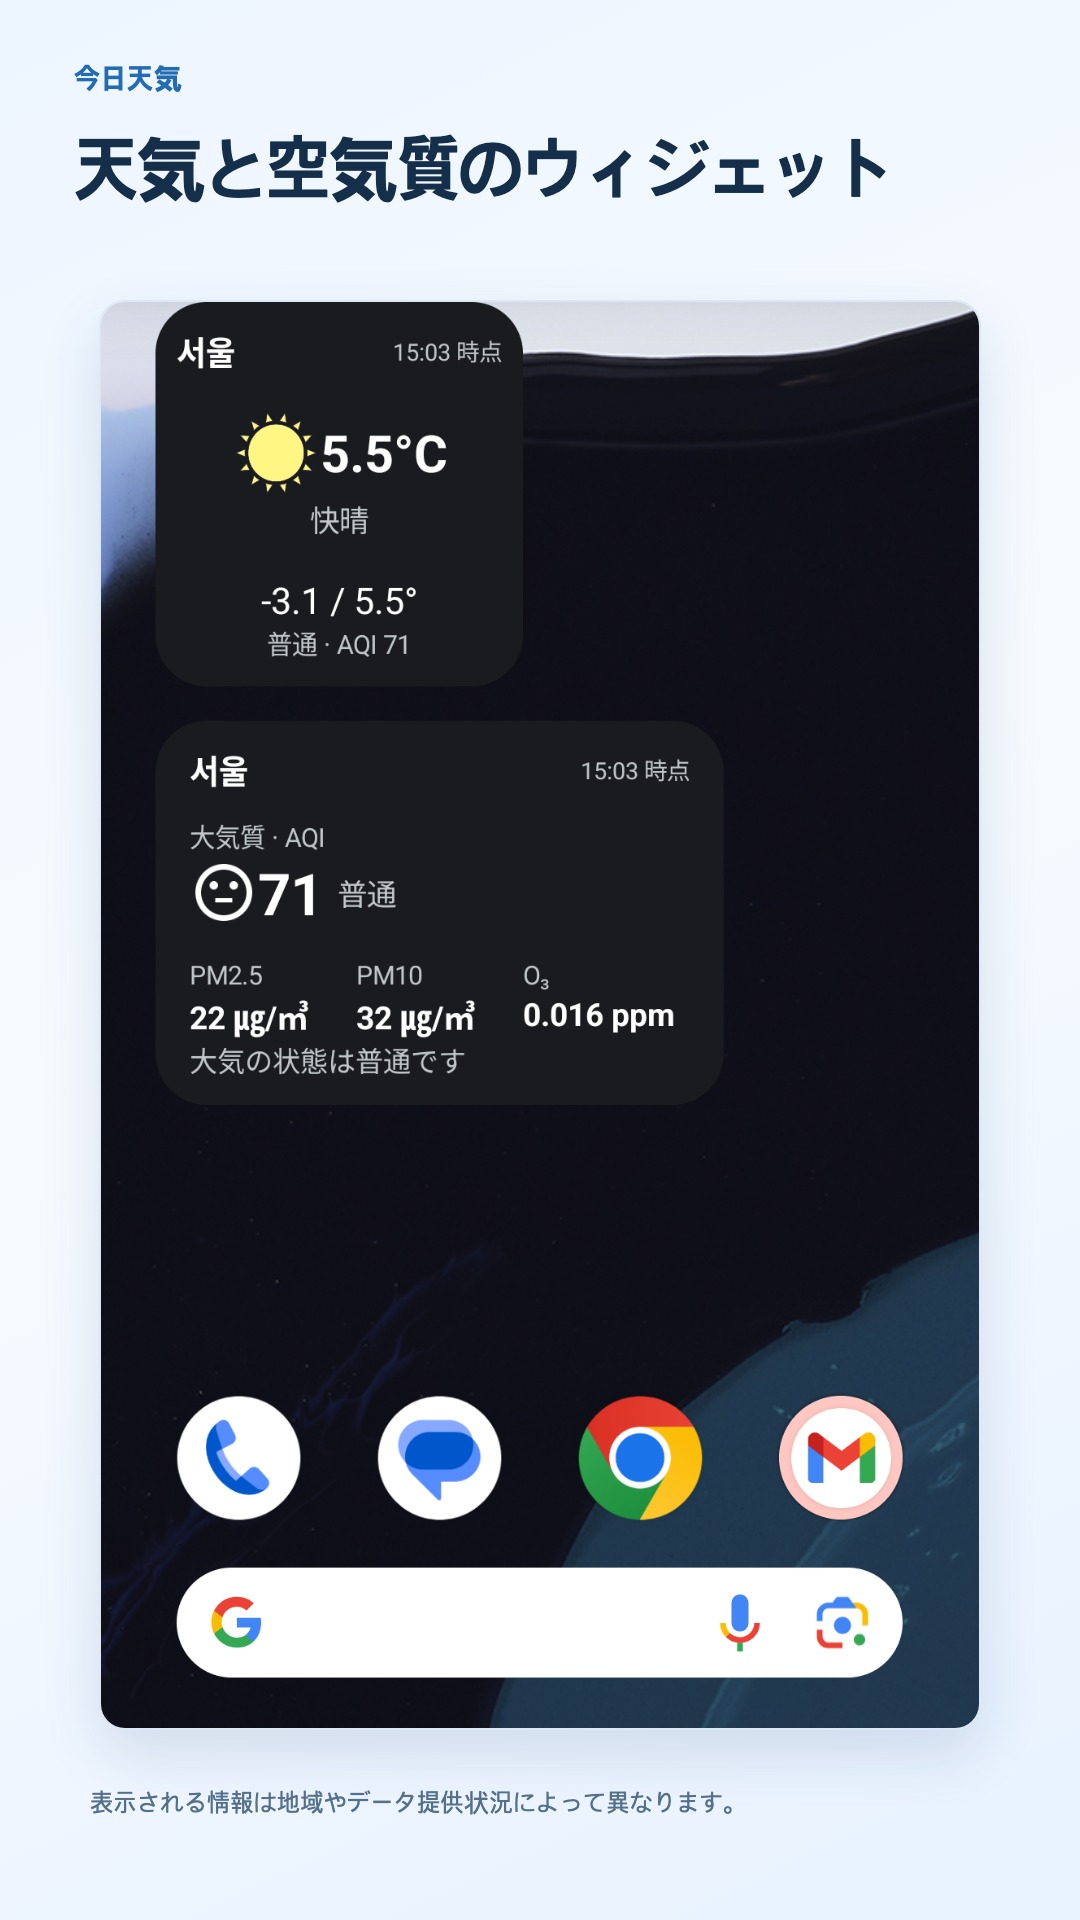 今日天気
天気と空気質のウィジェット
서울 15:03 時点
5.5°C
快晴
-3.1 / 5.5°
普通 · AQI 71
서울 15:03 時点
大気質 · AQI
71 普通
PM2.5 PM10 O₃
22 ㎍/㎥ 32 ㎍/㎥ 0.016 ppm
大気の状態は普通です
表示される情報は地域やデータ提供状況によって異なります。